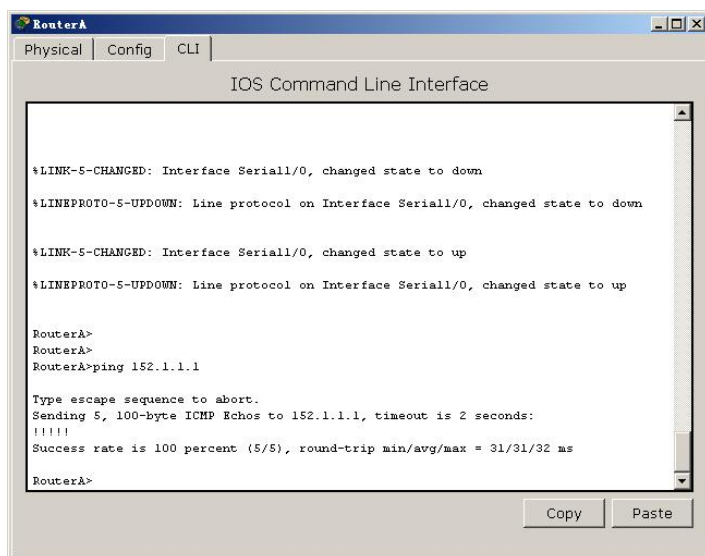 RouterA
Physical Config CLI
IOS Command Line Interface
%LINK-5-CHANGED: Interface Serial1/0, changed state to down
%LINEPROTO-5-UPDOWN: Line protocol on Interface Serial1/0, changed state to down
%LINK-5-CHANGED: Interface Serial1/0, changed state to up
%LINEPROTO-5-UPDOWN: Line protocol on Interface Serial1/0, changed state to up
RouterA>
RouterA>
RouterA>ping 152.1.1.1
Type escape sequence to abort.
Sending 5, 100-byte ICMP Echos to 152.1.1.1, timeout is 2 seconds:
!!!!!
Success rate is 100 percent (5/5), round-trip min/avg/max = 31/31/32 ms
RouterA>
Copy Paste